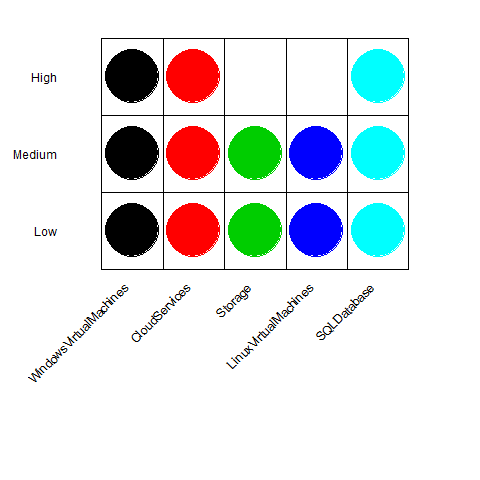 High
Medium
Low
WindowsVirtualMachines
CloudServices
Storage
LinuxVirtualMachines
SQLDatabase